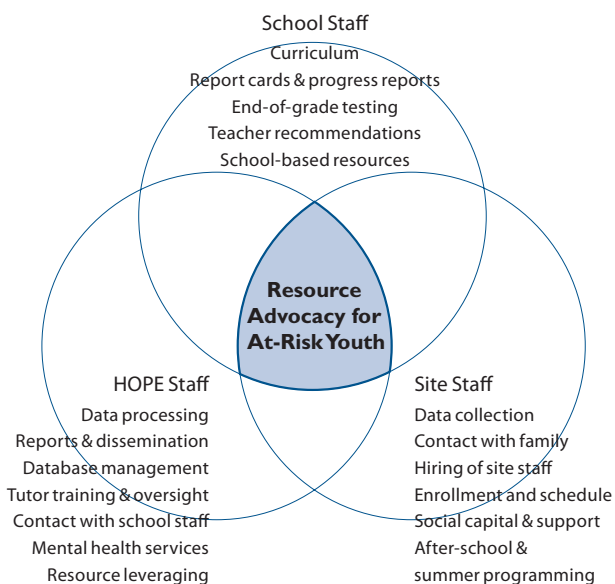 School Staff
Curriculum
Report cards & progress reports
End-of-grade testing
Teacher recommendations
School-based resources
Resource
Advocacy for
At-Risk Youth
HOPE Staff
Data processing
Reports & dissemination
Database management
Tutor training & oversight
Contact with school staff
Mental health services
Resource leveraging
Site Staff
Data collection
Contact with family
Hiring of site staff
Enrollment and schedule
Social capital & support
After-school &
summer programming